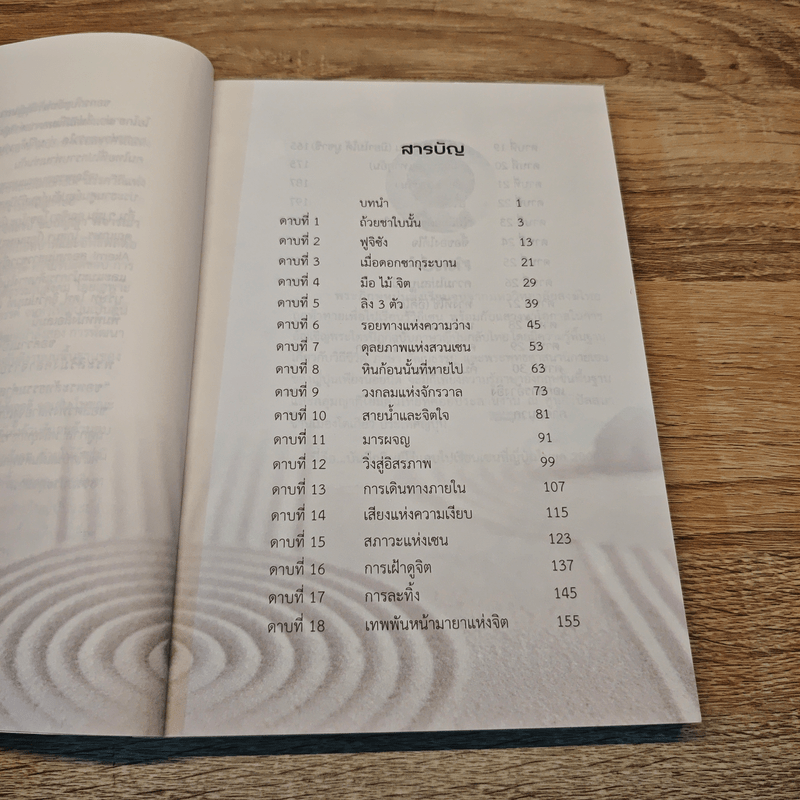 สารบัญ
บทนำ 1
ดาบที่ 1 ถ้วยชาใบนั้น 3
ดาบที่ 2 ฟูจิซัง 13
ดาบที่ 3 เมื่อดอกซากุระบาน 21
ดาบที่ 4 มือ ไม้ จิต 29
ดาบที่ 5 ลิง 3 ตัว 39
ดาบที่ 6 รอยทางแห่งความว่าง 45
ดาบที่ 7 ดุลยภาพแห่งสวนเซน 53
ดาบที่ 8 หินก้อนนั้นที่หายไป 63
ดาบที่ 9 วงกลมแห่งจักรวาล 73
ดาบที่ 10 สายน้ำและจิตใจ 81
ดาบที่ 11 มารผจญ 91
ดาบที่ 12 วิ่งสู่อิสรภาพ 99
ดาบที่ 13 การเดินทางภายใน 107
ดาบที่ 14 เสียงแห่งความเงียบ 115
ดาบที่ 15 สภาวะแห่งเซน 123
ดาบที่ 16 การเฝ้าดูจิต 137
ดาบที่ 17 การละทิ้ง 145
ดาบที่ 18 เทพพันหน้ามายาแห่งจิต 155